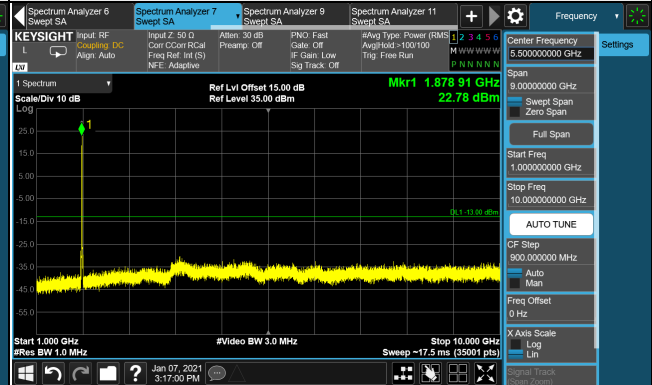 Spectrum Analyzer 6
Swept SA
Spectrum Analyzer 7
Swept SA
Spectrum Analyzer 9
Swept SA
Spectrum Analyzer 11
Swept SA
Frequency
KEYSIGHT
L
LXI
Input: RF
Coupling: DC
Align: Auto
Input Z: 50 Ω
Corr CCorr RCal
Freq Ref: Int (S)
NFE: Adaptive
Atten: 30 dB
Preamp: Off
PNO: Fast
Gate: Off
IF Gain: Low
Sig Track: Off
#Avg Type: Power (RMS
Avg|Hold:>100/100
Trig: Free Run
1 2 3 4 5 6
M W W W W W
P N N N N N
1 Spectrum
Scale/Div 10 dB
Log
Ref Lvl Offset 15.00 dB
Ref Level 35.00 dBm
Mkr1 1.878 91 GHz
22.78 dBm
1
25.0
15.0
5.00
-5.00
-15.0
-25.0
-35.0
-45.0
-55.0
DL1 -13.00 dBm
Start 1.000 GHz
#Res BW 1.0 MHz
#Video BW 3.0 MHz
Stop 10.000 GHz
Sweep ~17.5 ms (35001 pts)
Center Frequency
5.500000000 GHz
Settings
Span
9.00000000 GHz
Swept Span
Zero Span
Full Span
Start Freq
1.000000000 GHz
Stop Freq
10.000000000 GHz
AUTO TUNE
CF Step
900.000000 MHz
Auto
Man
Freq Offset
0 Hz
X Axis Scale
Log
Lin
Signal Track
(Span Zoom)
Jan 07, 2021
3:17:00 PM